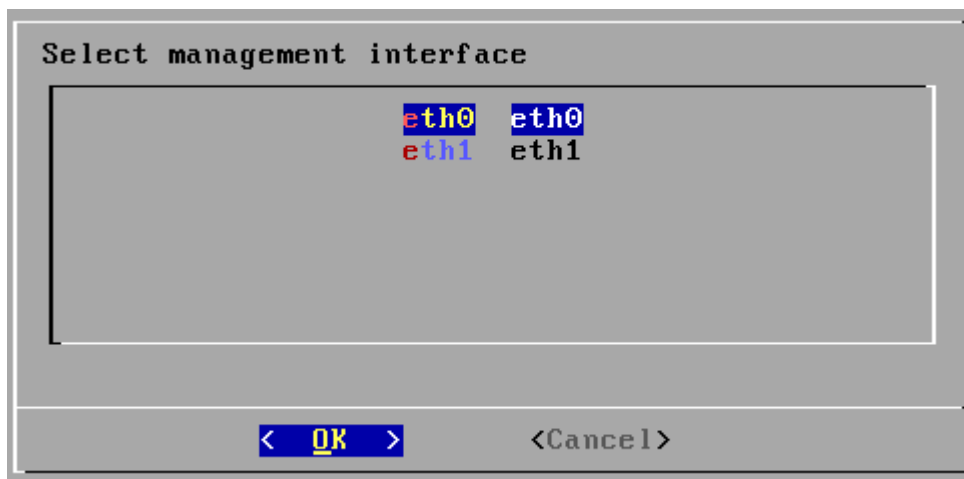 Select management interface
eth0 eth0
eth1 eth1
< OK > <Cancel>